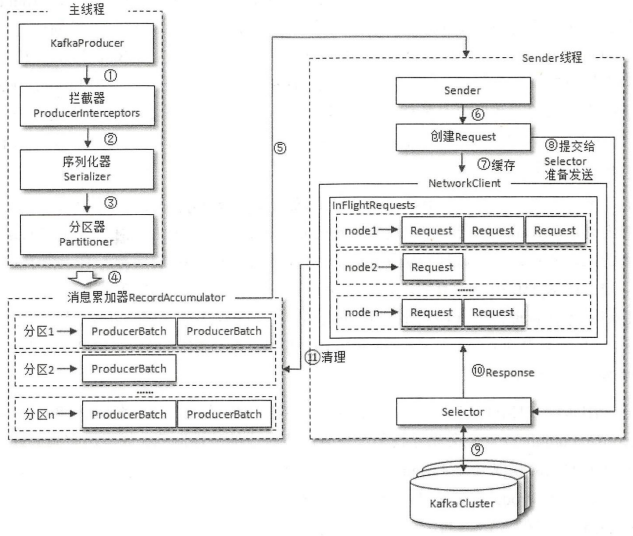 主线程
KafkaProducer
①
拦截器
ProducerInterceptors
②
序列化器
Serializer
③
分区器
Partitioner
④
消息累加器RecordAccumulator
分区1
ProducerBatch
ProducerBatch
分区2
ProducerBatch
......
分区n
ProducerBatch
ProducerBatch
⑤
Sender线程
Sender
⑥
创建Request
⑦缓存
⑧提交给
Selector
准备发送
NetworkClient
InFlightRequests
node1
Request
Request
Request
node2
Request
......
node n
Request
Request
⑪清理
⑩Response
Selector
⑨
Kafka Cluster